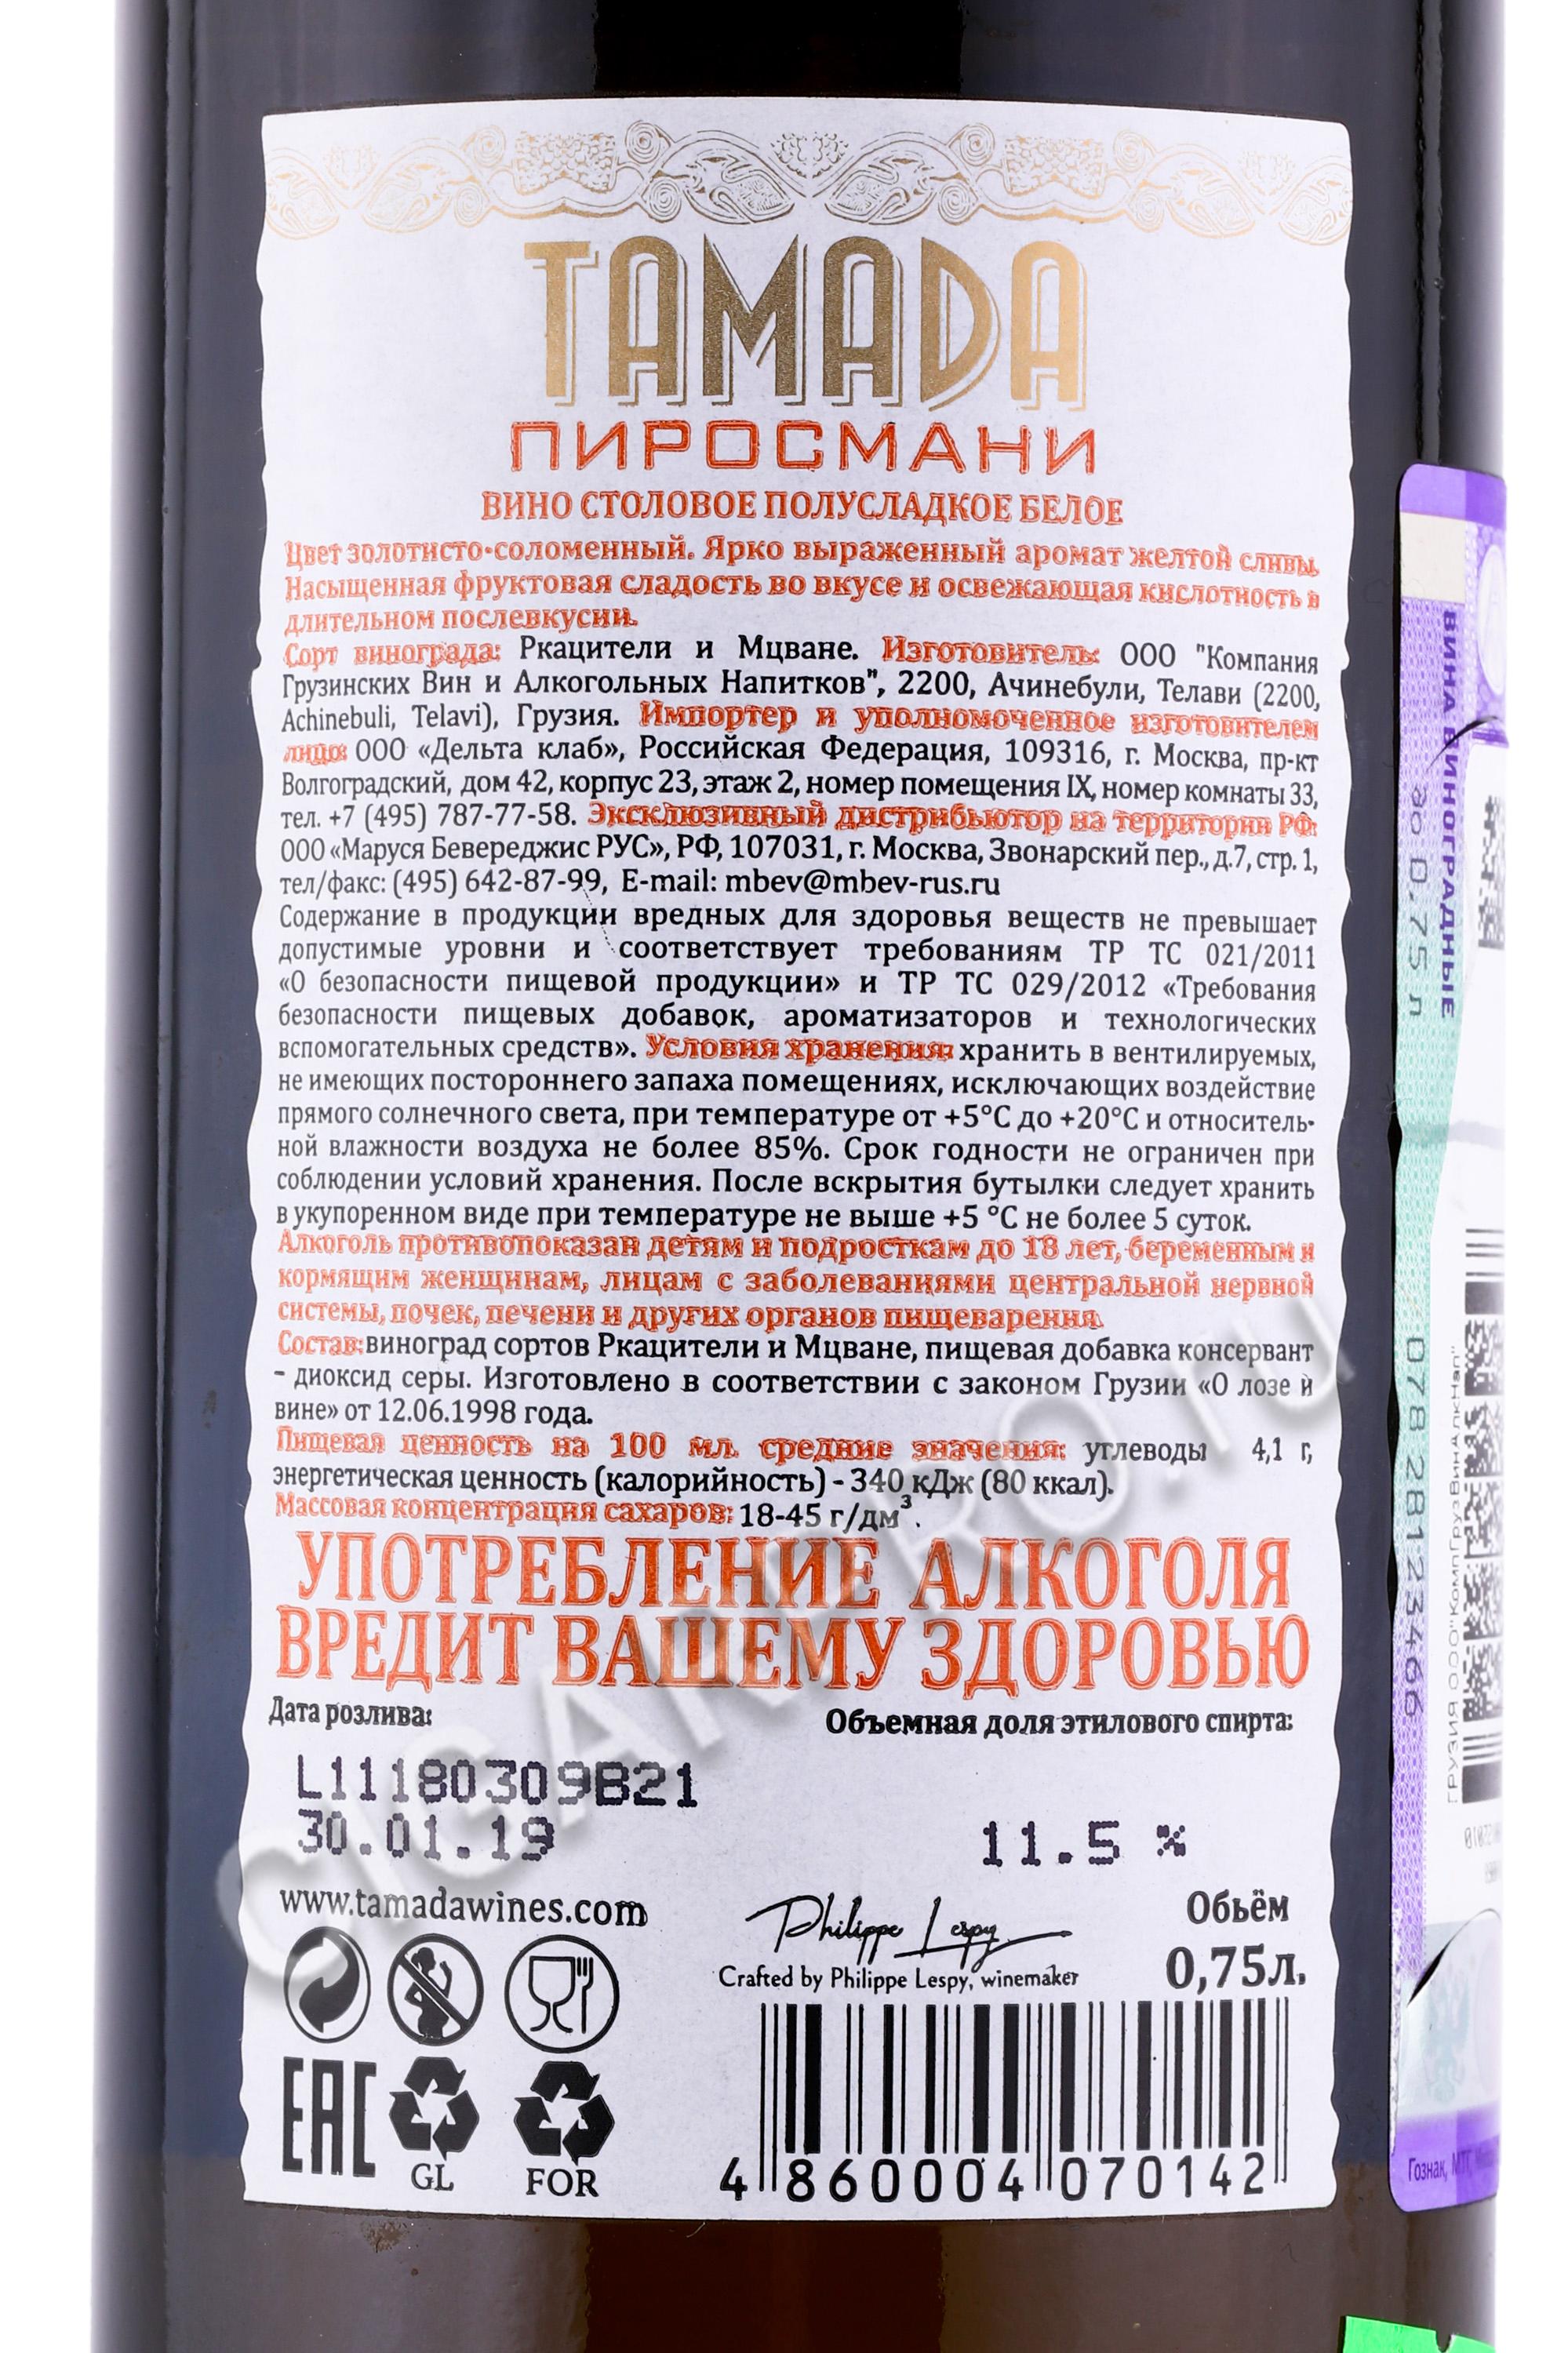 TAMADA
ПИРОСМАНИ
ВИНО СТОЛОВОЕ ПОЛУСЛАДКОЕ БЕЛОЕ
Цвет золотисто-соломенный. Ярко выраженный аромат желтой сливы.
Насыщенная фруктовая сладость во вкусе и освежающая кислотность в
длительном послевкусии.
Сорт винограда: Ркацители и Мцване. Изготовитель: ООО "Компания
Грузинских Вин и Алкогольных Напитков", 2200, Ачинебули, Телави (2200,
Achinebuli, Telavi), Грузия. Импортер и уполномоченное изготовителем
лицо: ООО «Дельта клаб», Российская Федерация, 109316, г. Москва, пр-кт
Волгоградский, дом 42, корпус 23, этаж 2, номер помещения IX, номер комнаты 33,
тел. +7 (495) 787-77-58. Эксклюзивный дистрибьютор на территории РФ:
ООО «Маруся Бевереджис РУС», РФ, 107031, г. Москва, Звонарский пер., д.7, стр. 1,
тел/факс: (495) 642-87-99, E-mail: mbev@mbev-rus.ru
Содержание в продукции вредных для здоровья веществ не превышает
допустимые уровни и соответствует требованиям ТР ТС 021/2011
«О безопасности пищевой продукции» и ТР ТС 029/2012 «Требования
безопасности пищевых добавок, ароматизаторов и технологических
вспомогательных средств». Условия хранения: хранить в вентилируемых,
не имеющих постороннего запаха помещениях, исключающих воздействие
прямого солнечного света, при температуре от +5°С до +20°С и относитель-
ной влажности воздуха не более 85%. Срок годности не ограничен при
соблюдении условий хранения. После вскрытия бутылки следует хранить
в укупоренном виде при температуре не выше +5 °С не более 5 суток.
Алкоголь противопоказан детям и подросткам до 18 лет, беременным и
кормящим женщинам, лицам с заболеваниями центральной нервной
системы, почек, печени и других органов пищеварения.
Состав: виноград сортов Ркацители и Мцване, пищевая добавка консервант
- диоксид серы. Изготовлено в соответствии с законом Грузии «О лозе и
вине» от 12.06.1998 года.
Пищевая ценность на 100 мл. средние значения: углеводы 4,1 г,
энергетическая ценность (калорийность) - 340 кДж (80 ккал).
Массовая концентрация сахаров: 18-45 г/дм³.
УПОТРЕБЛЕНИЕ АЛКОГОЛЯ
ВРЕДИТ ВАШЕМУ ЗДОРОВЬЮ
Дата розлива:
Объемная доля этилового спирта:
L11180309B21
30.01.19
11.5 %
www.tamadawines.com
Philippe Lespy
Crafted by Philippe Lespy, winemaker
Обьём
0,75л.
EAC
GL
FOR
4 860004 070142
CIGARPRO.ru
ВИНА ВИНОГРАДНЫЕ
до 0,75 л
078 281223466
ГРУЗИЯ ООО"КомпГрузВинАлкНап"
Гознак, МТГ,